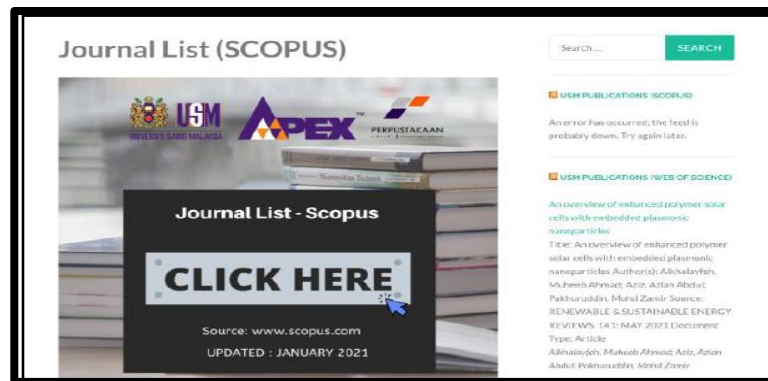 Journal List (SCOPUS)
USM
UNIVERSITI SAINS MALAYSIA
APEX™
PERPUSTAKAAN
Journal List - Scopus
CLICK HERE
Source: www.scopus.com
UPDATED : JANUARY 2021
Search ...
SEARCH
USM PUBLICATIONS (SCOPUS)
An error has occurred; the feed is
probably down. Try again later.
USM PUBLICATIONS (WEB OF SCIENCE)
An overview of enhanced polymer solar
cells with embedded plasmonic
nanoparticles
Title: An overview of enhanced polymer
solar cells with embedded plasmonic
nanoparticles Author(s): Alkhalayfeh,
Muheeb Ahmad; Aziz, Azlan Abdul;
Pakhuruddin, Mohd Zamir Source:
RENEWABLE & SUSTAINABLE ENERGY
REVIEWS, 141: MAY 2021 Document
Type: Article
Alkhalayfeh, Muheeb Ahmad; Aziz, Azlan
Abdul; Pakhuruddin, Mohd Zamir